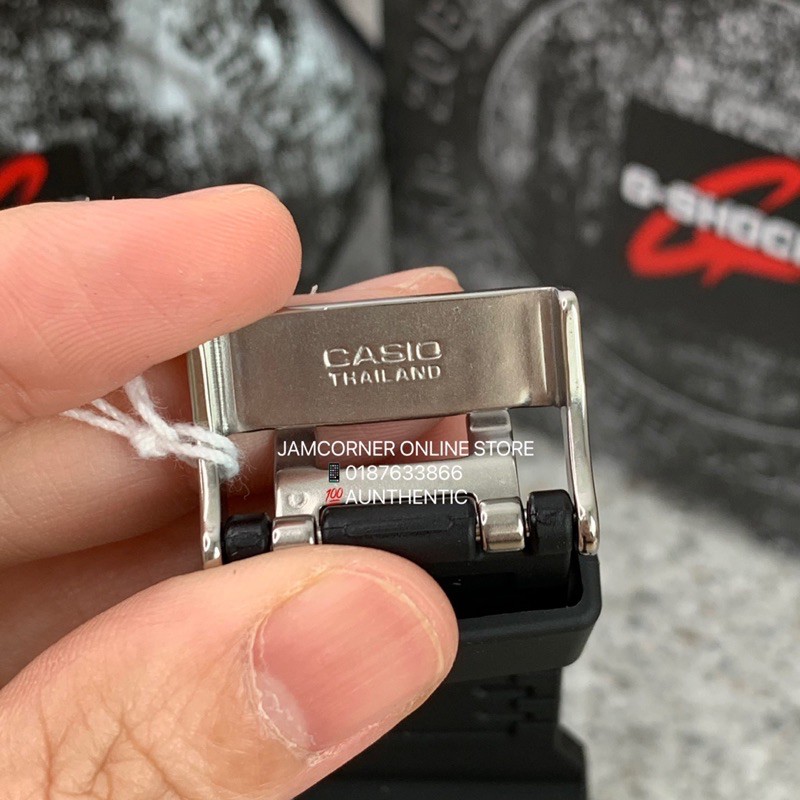 G-SHOCK
CASIO
THAILAND
JAMCORNER ONLINE STORE
📱0187633866
💯AUNTHENTIC